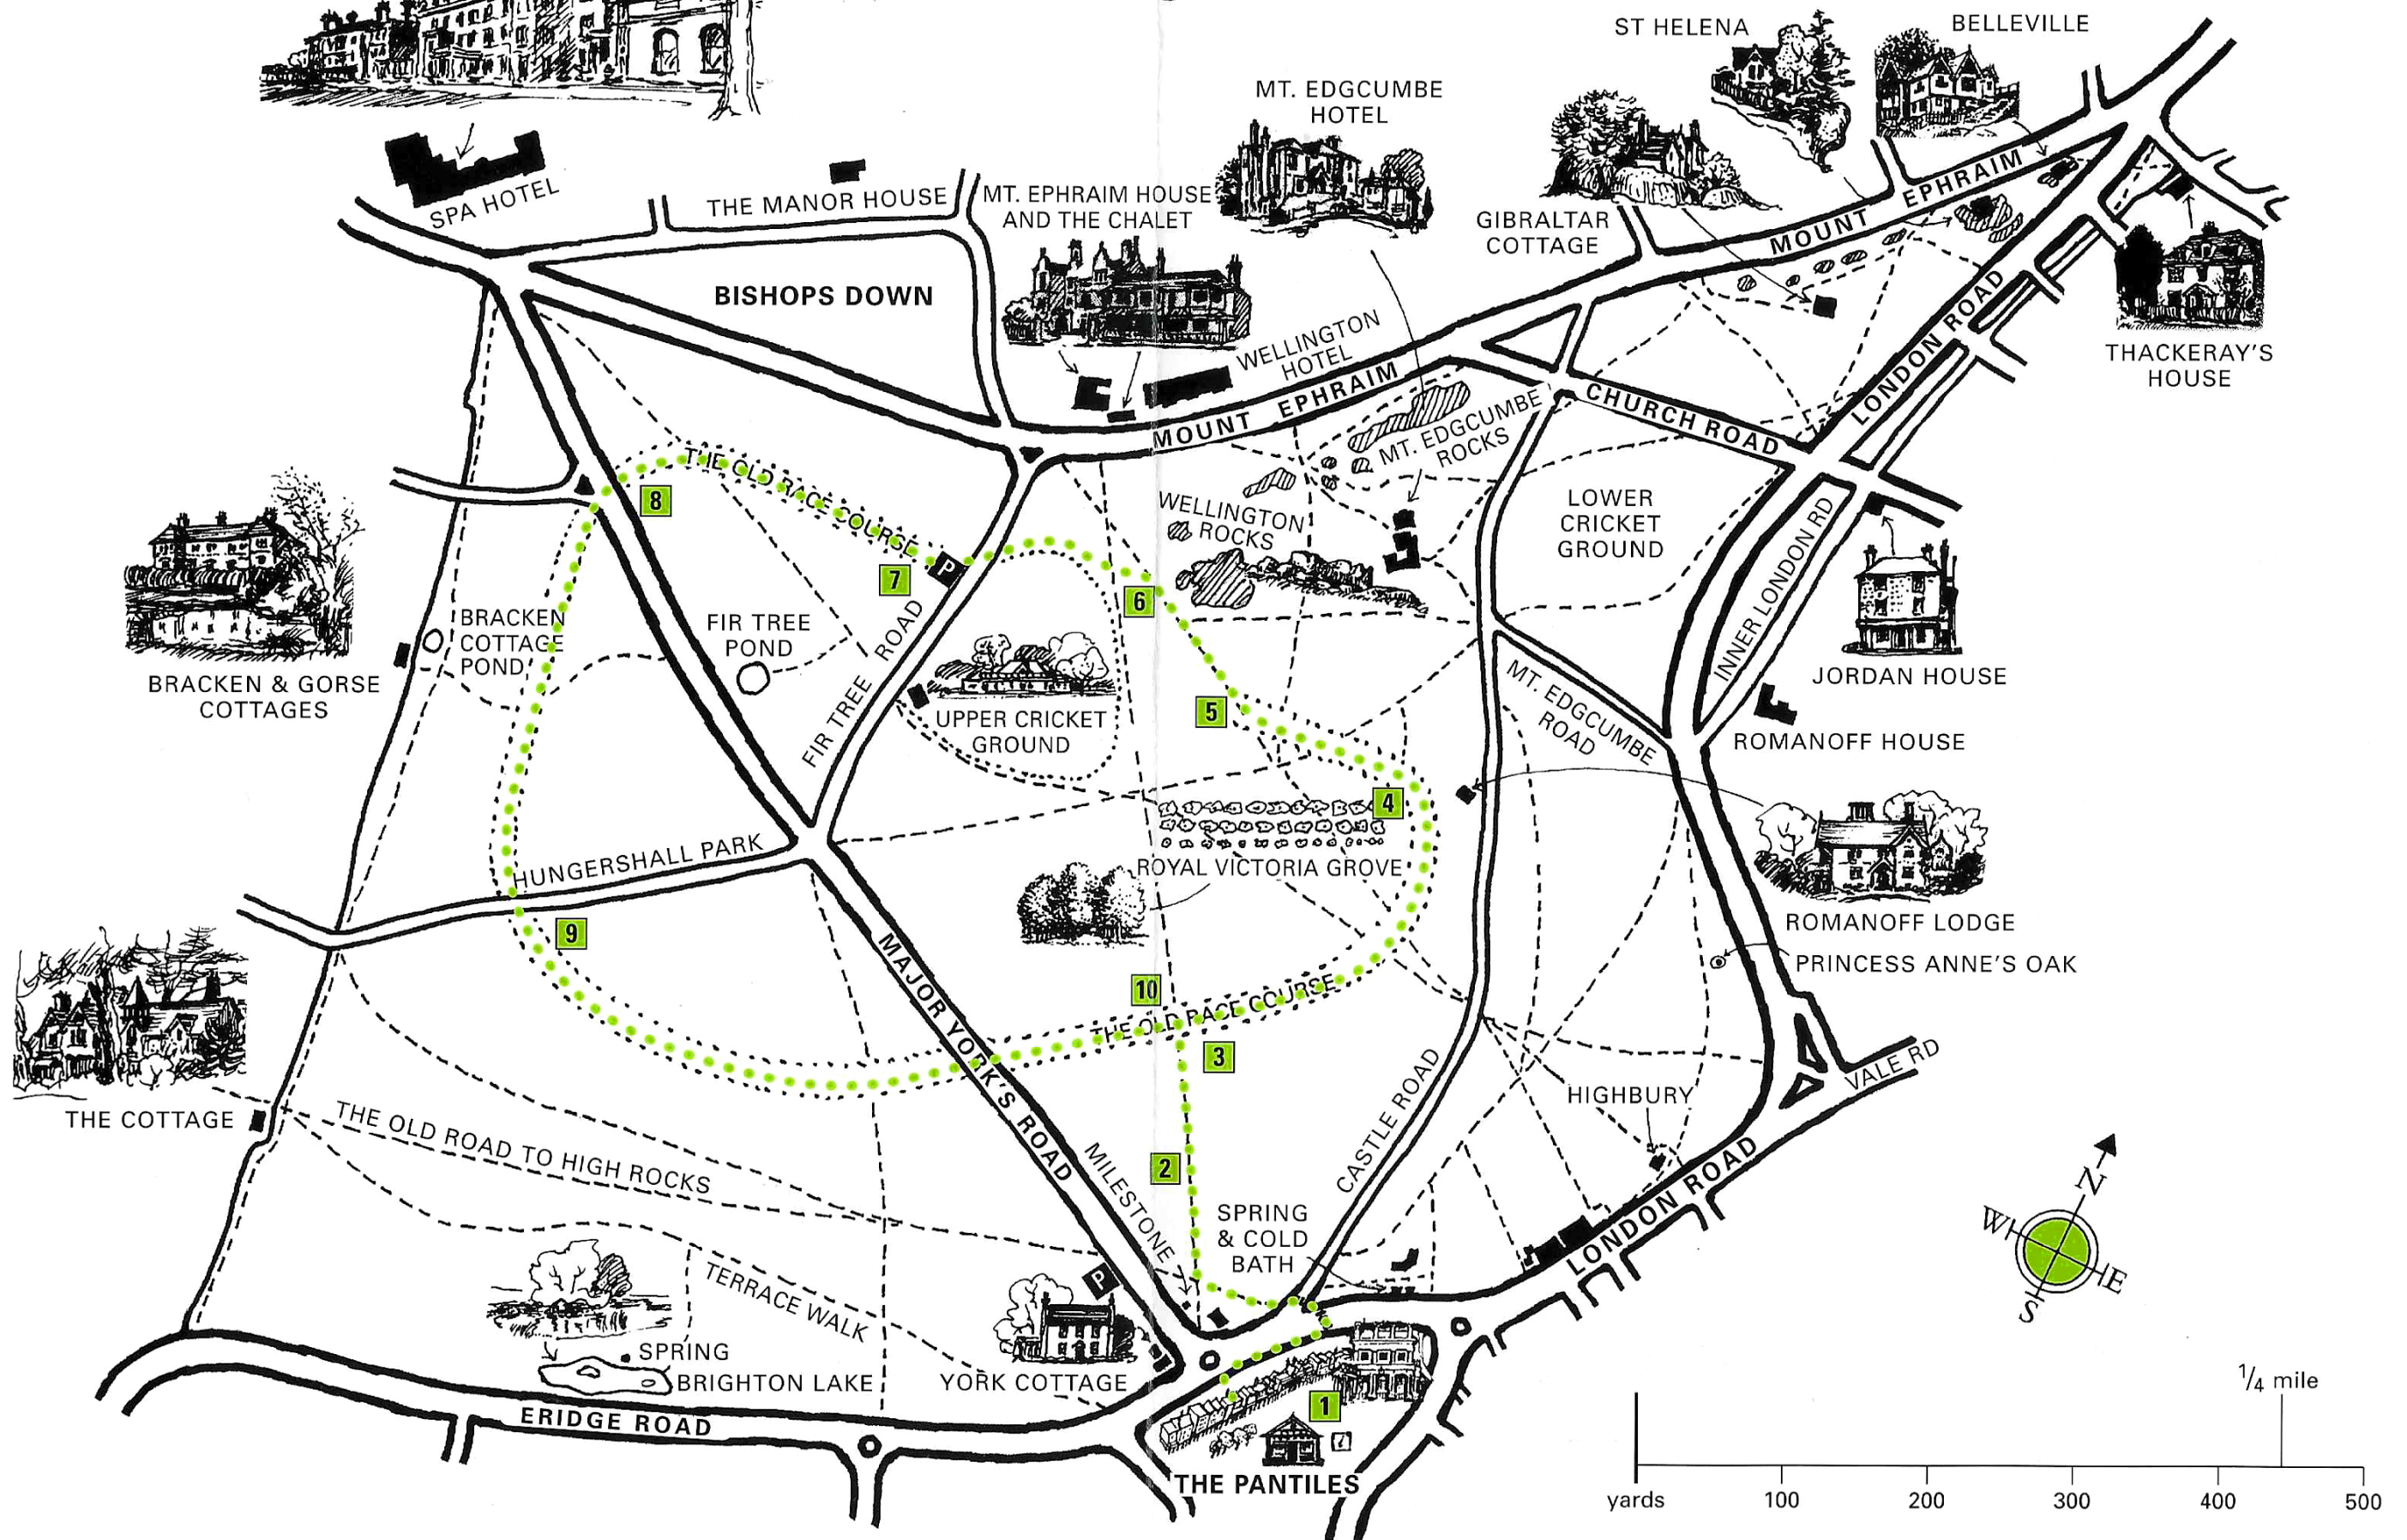 ST HELENA
BELLEVILLE
MT. EDGCUMBE
HOTEL
SPA HOTEL
THE MANOR HOUSE
MT. EPHRAIM HOUSE
AND THE CHALET
GIBRALTAR
COTTAGE
MOUNT EPHRAIM
BISHOPS DOWN
WELLINGTON
HOTEL
MOUNT EPHRAIM
LONDON ROAD
THACKERAY'S
HOUSE
CHURCH ROAD
MT. EDGCUMBE
ROCKS
THE OLD RACE COURSE
8
WELLINGTON
ROCKS
LOWER
CRICKET
GROUND
INNER LONDON RD
P
7
6
BRACKEN
COTTAGE
POND
FIR TREE
POND
FIR TREE ROAD
BRACKEN & GORSE
COTTAGES
UPPER CRICKET
GROUND
5
MT. EDGCUMBE
ROAD
JORDAN HOUSE
ROMANOFF HOUSE
4
HUNGERSHALL PARK
ROYAL VICTORIA GROVE
ROMANOFF LODGE
9
MAJOR YORK'S ROAD
PRINCESS ANNE'S OAK
10
THE OLD RACE COURSE
3
VALE RD
THE COTTAGE
THE OLD ROAD TO HIGH ROCKS
MILESTONE
2
CASTLE ROAD
HIGHBURY
SPRING
& COLD
BATH
LONDON ROAD
N
W
E
S
P
TERRACE WALK
SPRING
BRIGHTON LAKE
YORK COTTAGE
ERIDGE ROAD
1
i
THE PANTILES
1/4 mile
yards 100 200 300 400 500